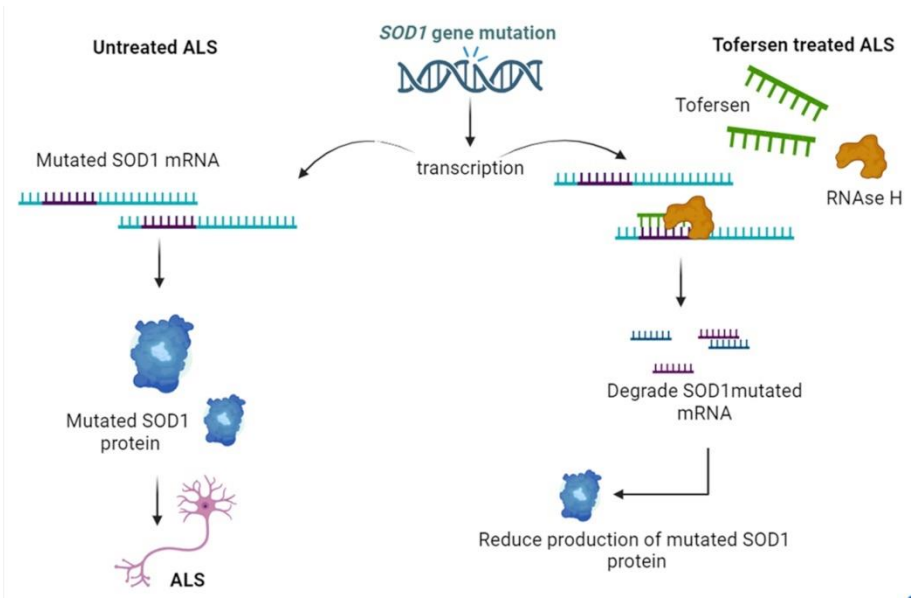 Untreated ALS
SOD1 gene mutation
Tofersen treated ALS
Tofersen
RNAse H
transcription
Mutated SOD1 mRNA
Mutated SOD1
protein
ALS
Degrade SOD1mutated
mRNA
Reduce production of mutated SOD1
protein